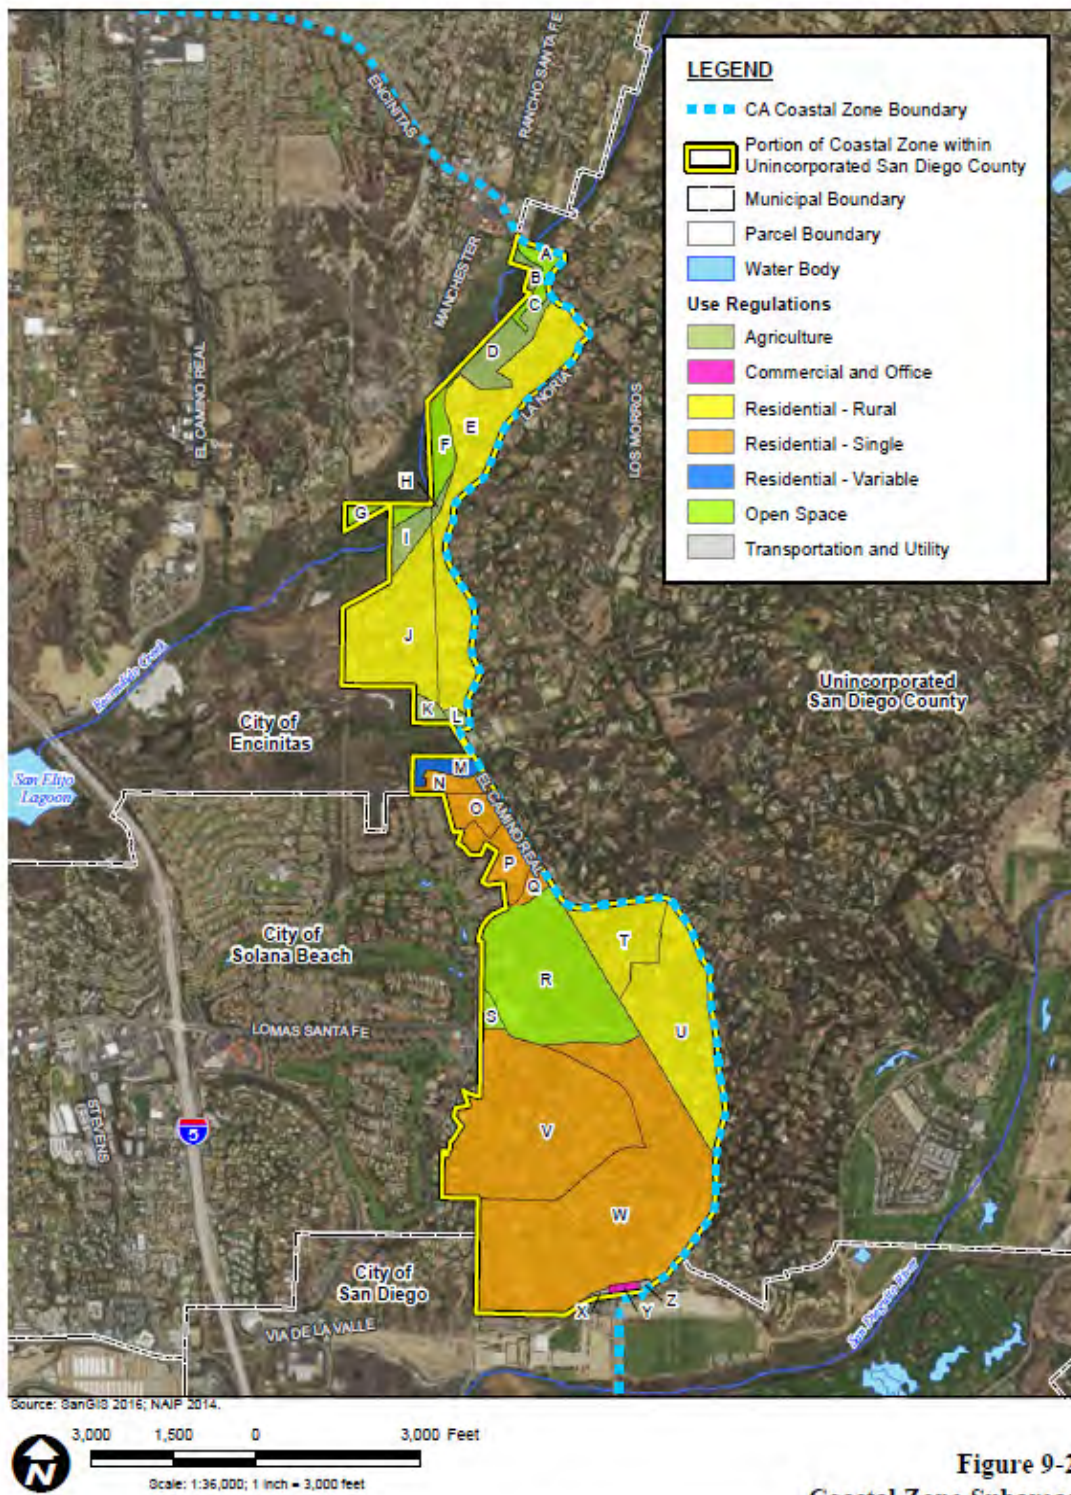 LEGEND
CA Coastal Zone Boundary
Portion of Coastal Zone within
Unincorporated San Diego County
Municipal Boundary
Parcel Boundary
Water Body
Use Regulations
Agriculture
Commercial and Office
Residential - Rural
Residential - Single
Residential - Variable
Open Space
Transportation and Utility
ENCINITAS
RANCHO SANTA FE
MANCHESTER
EL CAMINO REAL
LA NORIA
LOS MORROS
A
B
C
D
E
F
H
G
I
J
K
L
Escondido Creek
San Elijo
Lagoon
City of
Encinitas
Unincorporated
San Diego County
M
N
O
EL CAMINO REAL
P
Q
City of
Solana Beach
T
R
S
U
LOMAS SANTA FE
STEVENS
5
V
W
City of
San Diego
VIA DE LA VALLE
X
Y
Z
San Dieguito River
Source: SanGIS 2016; NAIP 2014.
3,000 1,500 0 3,000 Feet
N
Scale: 1:36,000; 1 inch = 3,000 feet
Figure 9-2
Coastal Zone Subareas